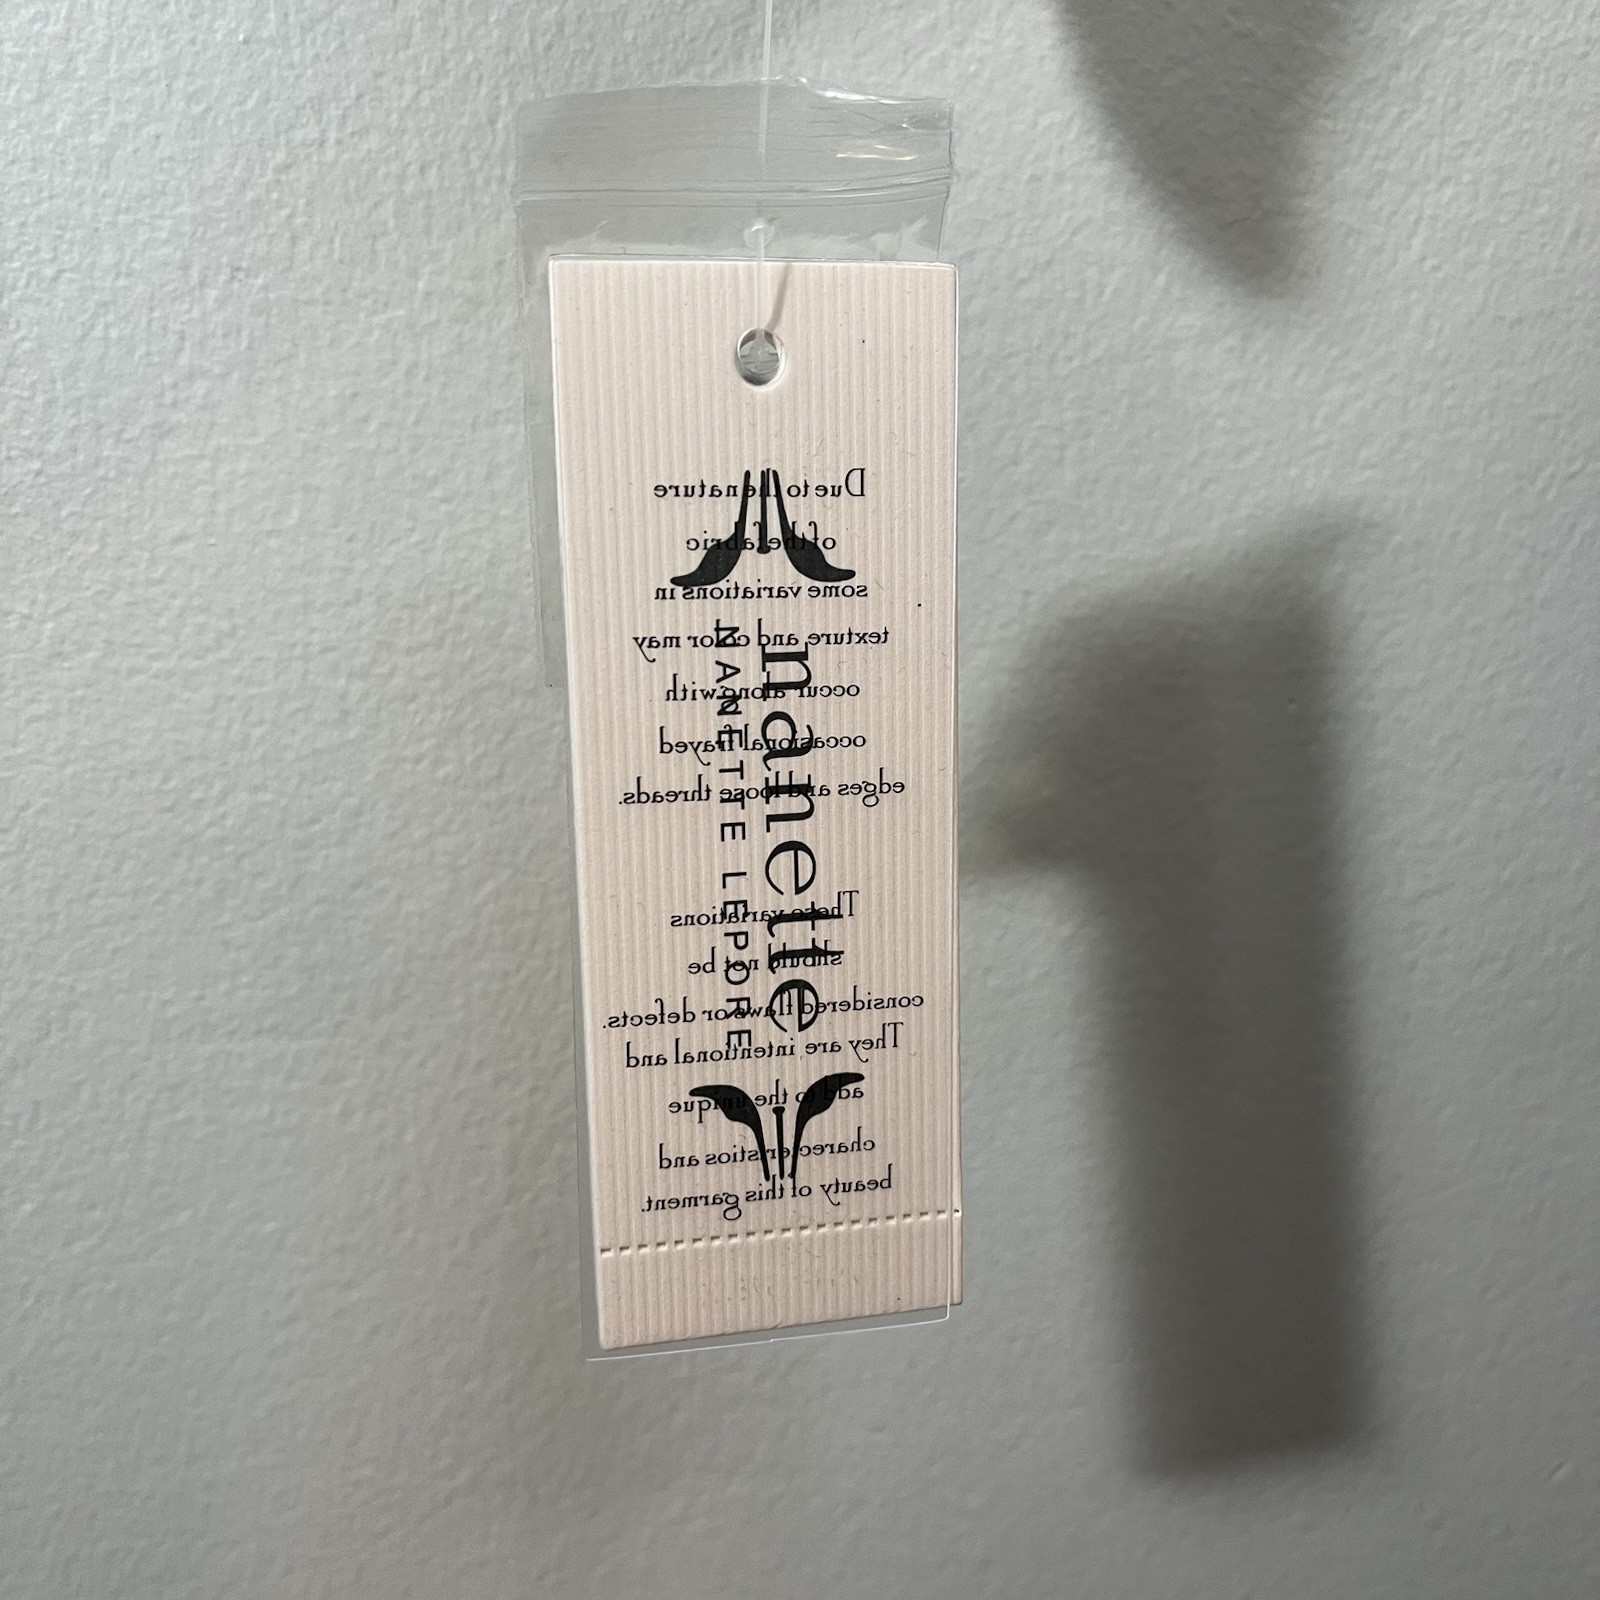 Due to the nature
of the fabric
some variations in
texture and color may
occur along with
occasional frayed
edges and loose threads.
These variations
should not be
considered flaws or defects.
They are intentional and
add to the unique
charecteristios and
beauty of this garment.
nanette
NANETTE LEPORE